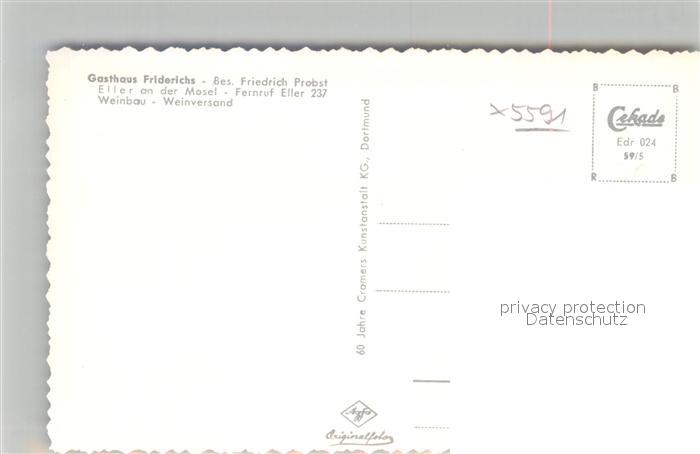 Gasthaus Friderichs - Bes. Friedrich Probst
Eller an der Mosel - Fernruf Eller 237
Weinbau - Weinversand
60 Jahre Cramers Kunstanstalt KG., Dortmund
x5591
B B
Cekade
Edr 024
59/5
R B
privacy protection
Datenschutz
Agfa
Originalfoto